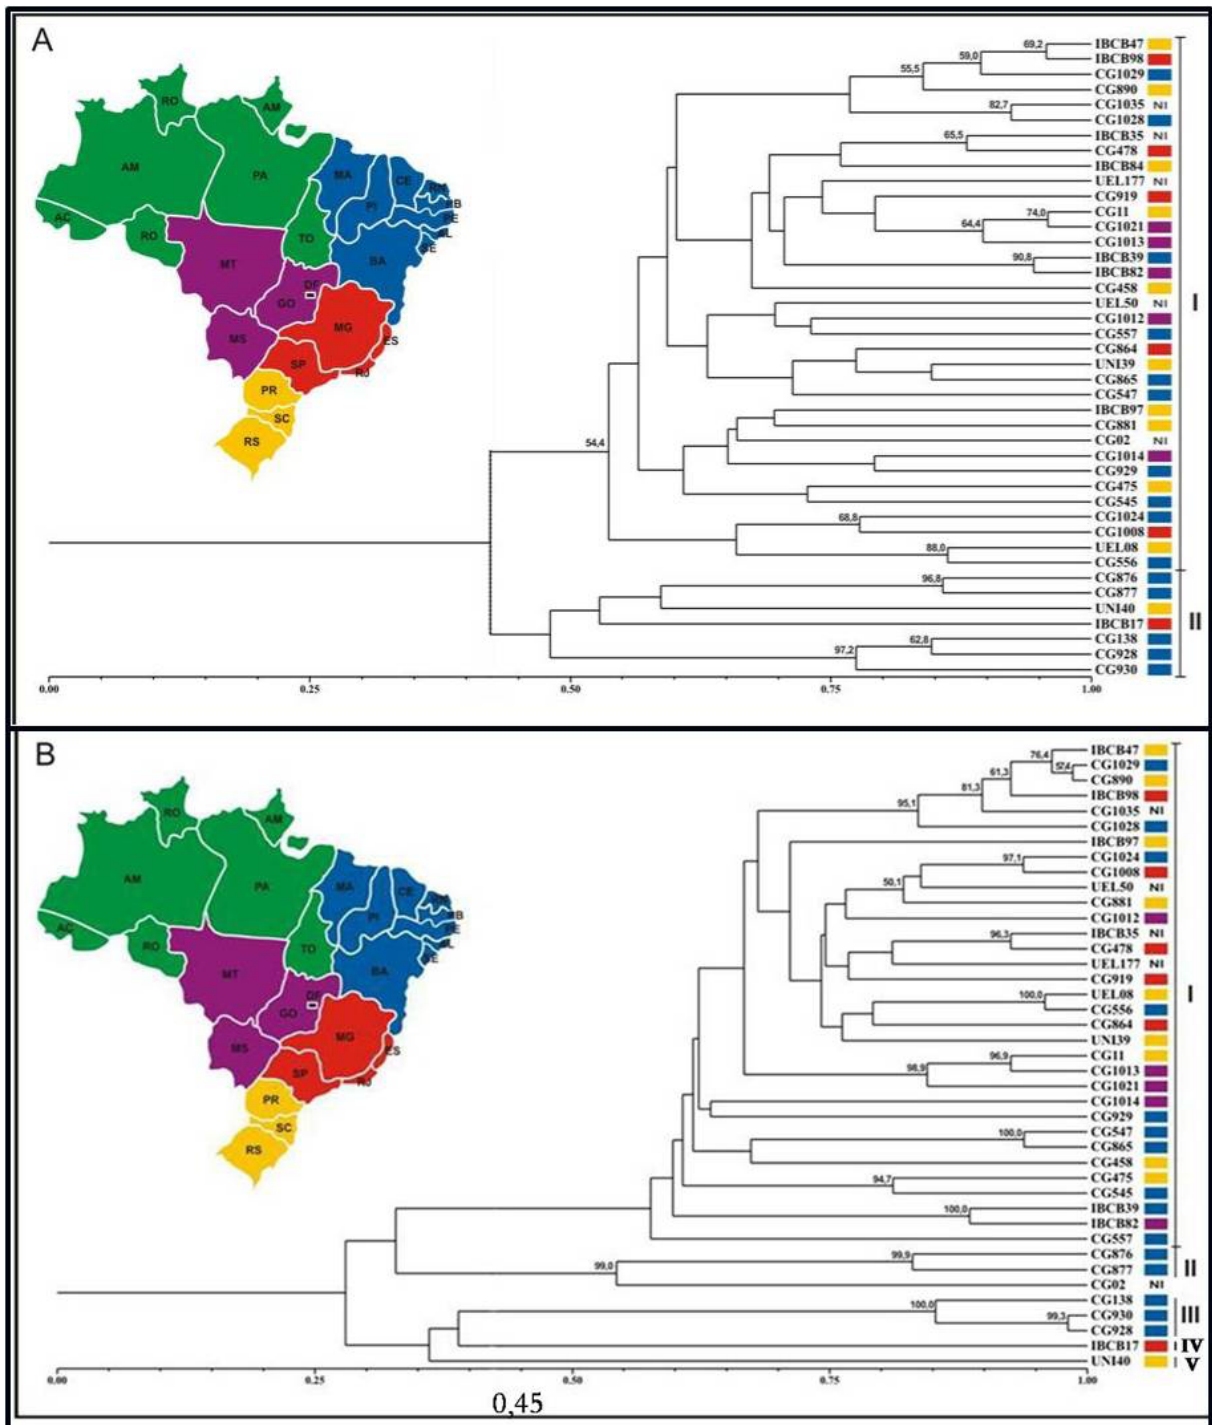 A
RO
AM
AM
PA
MA
CE
RN
PB
PI
PE
AC
RO
TO
AL
SE
BA
MT
DF
GO
MG
MS
ES
SP
RJ
PR
SC
RS
69,2
59,0
55,5
82,7
65,5
74,0
64,4
90,8
54,4
68,8
88,0
96,8
62,8
97,2
IBCB47
IBCB98
CG1029
CG890
CG1035 NI
CG1028
IBCB35 NI
CG478
IBCB84
UEL177 NI
CG919
CG11
CG1021
CG1013
IBCB39
IBCB82
CG458
UEL50 NI
CG1012
CG557
CG864
UNI39
CG865
CG547
IBCB97
CG881
CG02 NI
CG1014
CG929
CG475
CG545
CG1024
CG1008
UEL08
CG556
CG876
CG877
UNI40
IBCB17
CG138
CG928
CG930
I
II
0.00 0.25 0.50 0.75 1.00
B
RO
AM
AM
PA
MA
CE
PI
PE
AC
RO
TO
AL
SE
BA
MT
DF
GO
MG
MS
ES
SP
RJ
PR
SC
RS
76,4
61,3
81,3
95,1
97,1
50,1
96,3
100,0
96,9
98,9
100,0
94,7
100,0
99,9
99,0
100,0
99,3
IBCB47
CG1029
CG890
IBCB98
CG1035 NI
CG1028
IBCB97
CG1024
CG1008
UEL50 NI
CG881
CG1012
IBCB35 NI
CG478
UEL177 NI
CG919
UEL08
CG556
CG864
UNI39
CG11
CG1013
CG1021
CG1014
CG929
CG547
CG865
CG458
CG475
CG545
IBCB39
IBCB82
CG557
CG876
CG877
CG02 NI
CG138
CG930
CG928
IBCB17
UNI40
I
II
III
IV
V
0.00 0.25 0.50 0.75 1.00
0,45